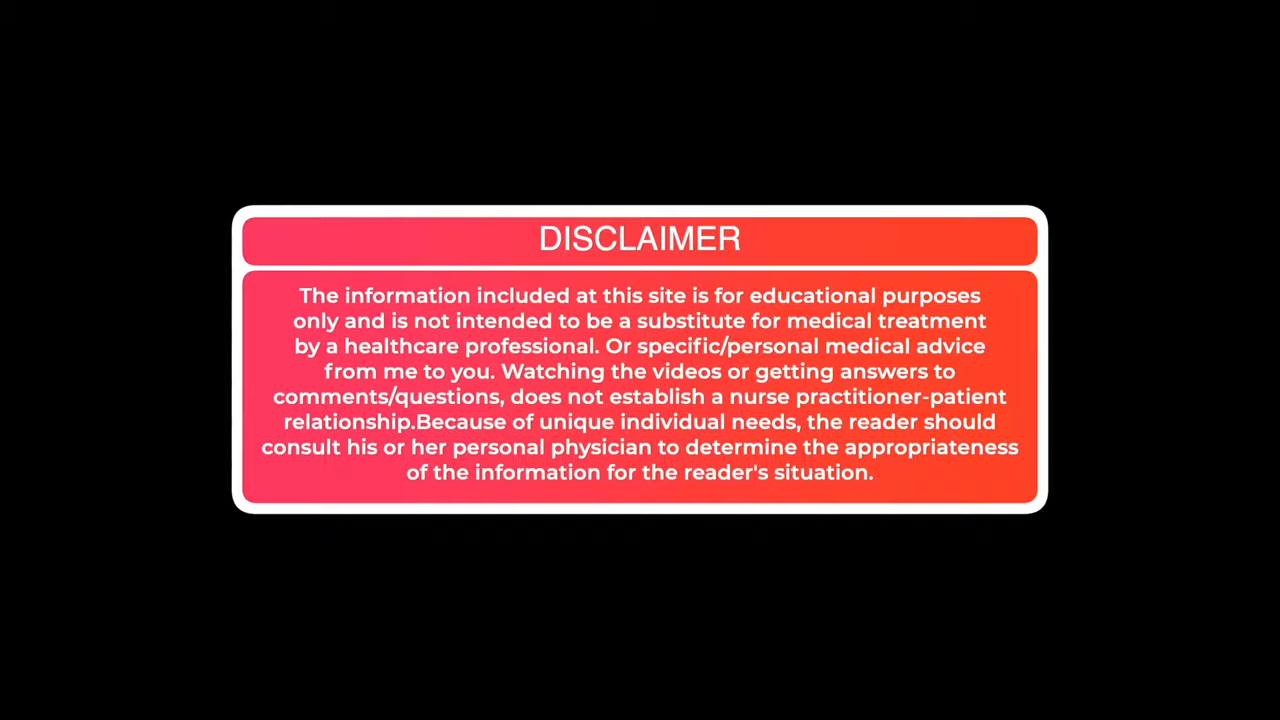 DISCLAIMER
The information included at this site is for educational purposes
only and is not intended to be a substitute for medical treatment
by a healthcare professional. Or specific/personal medical advice
from me to you. Watching the videos or getting answers to
comments/questions, does not establish a nurse practitioner-patient
relationship.Because of unique individual needs, the reader should
consult his or her personal physician to determine the appropriateness
of the information for the reader's situation.